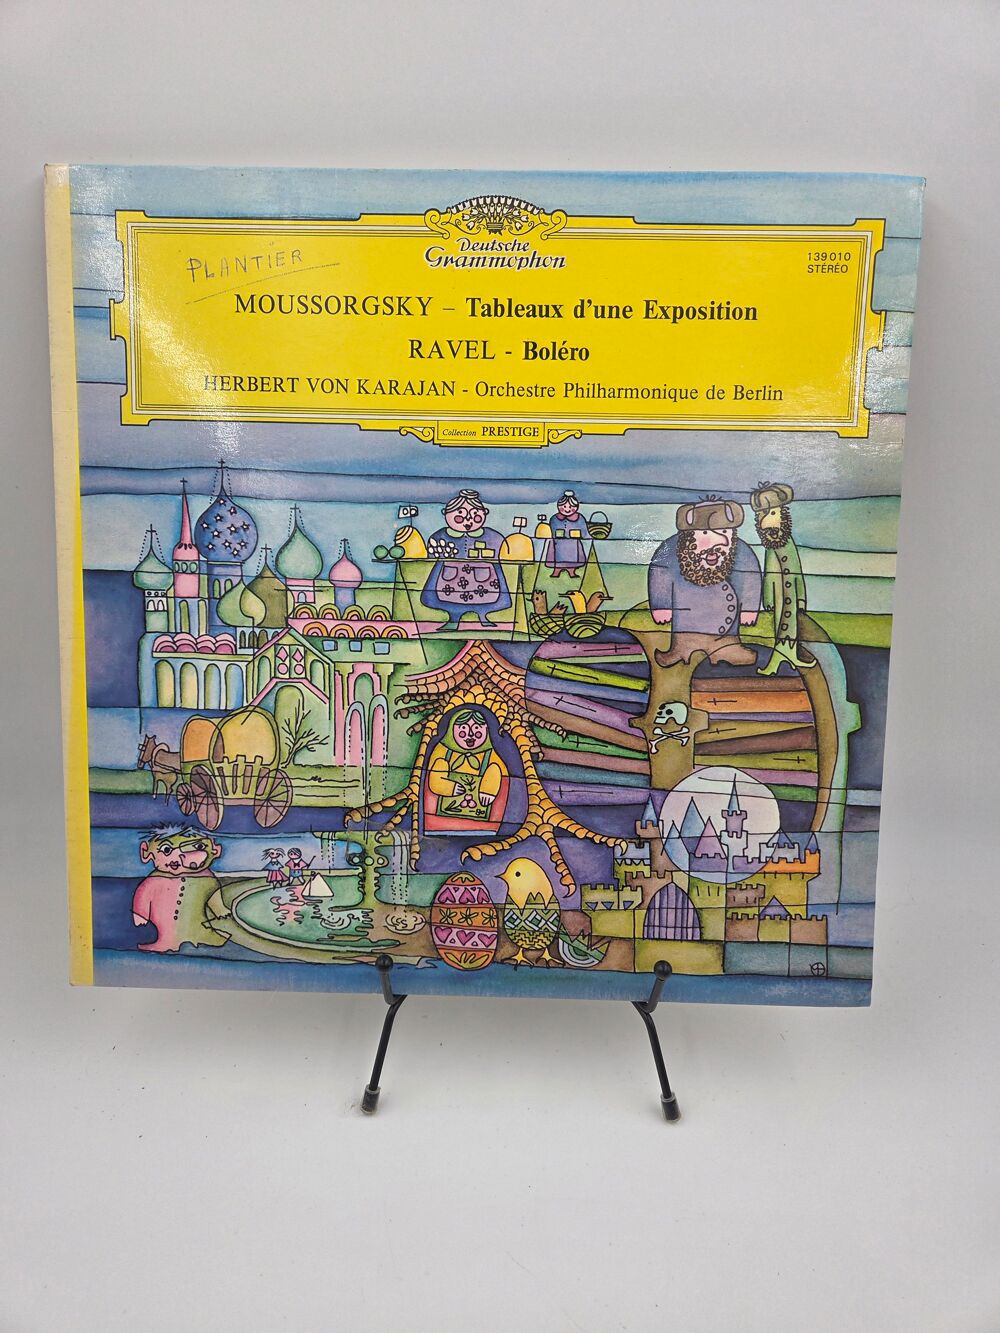 Deutsche
Grammophon
139 010
STÉRÉO
PLANTIER
MOUSSORGSKY – Tableaux d'une Exposition
RAVEL - Boléro
HERBERT VON KARAJAN - Orchestre Philharmonique de Berlin
Collection PRESTIGE